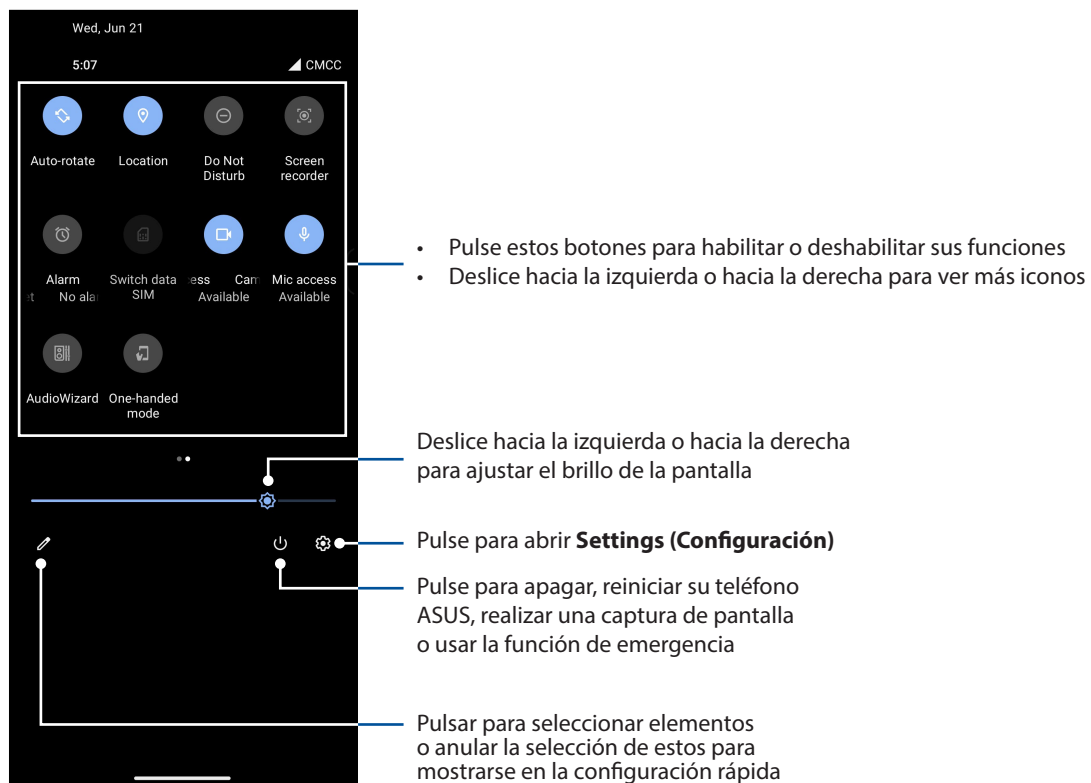 Wed, Jun 21
5:07
CMCC
Auto-rotate
Location
Do Not
Disturb
Screen
recorder
Alarm
No ala
Switch data
SIM
ess Cam
Available
Mic access
Available
AudioWizard
One-handed
mode
• Pulse estos botones para habilitar o deshabilitar sus funciones
• Deslice hacia la izquierda o hacia la derecha para ver más iconos
Deslice hacia la izquierda o hacia la derecha
para ajustar el brillo de la pantalla
Pulse para abrir Settings (Configuración)
Pulse para apagar, reiniciar su teléfono
ASUS, realizar una captura de pantalla
o usar la función de emergencia
Pulsar para seleccionar elementos
o anular la selección de estos para
mostrarse en la configuración rápida